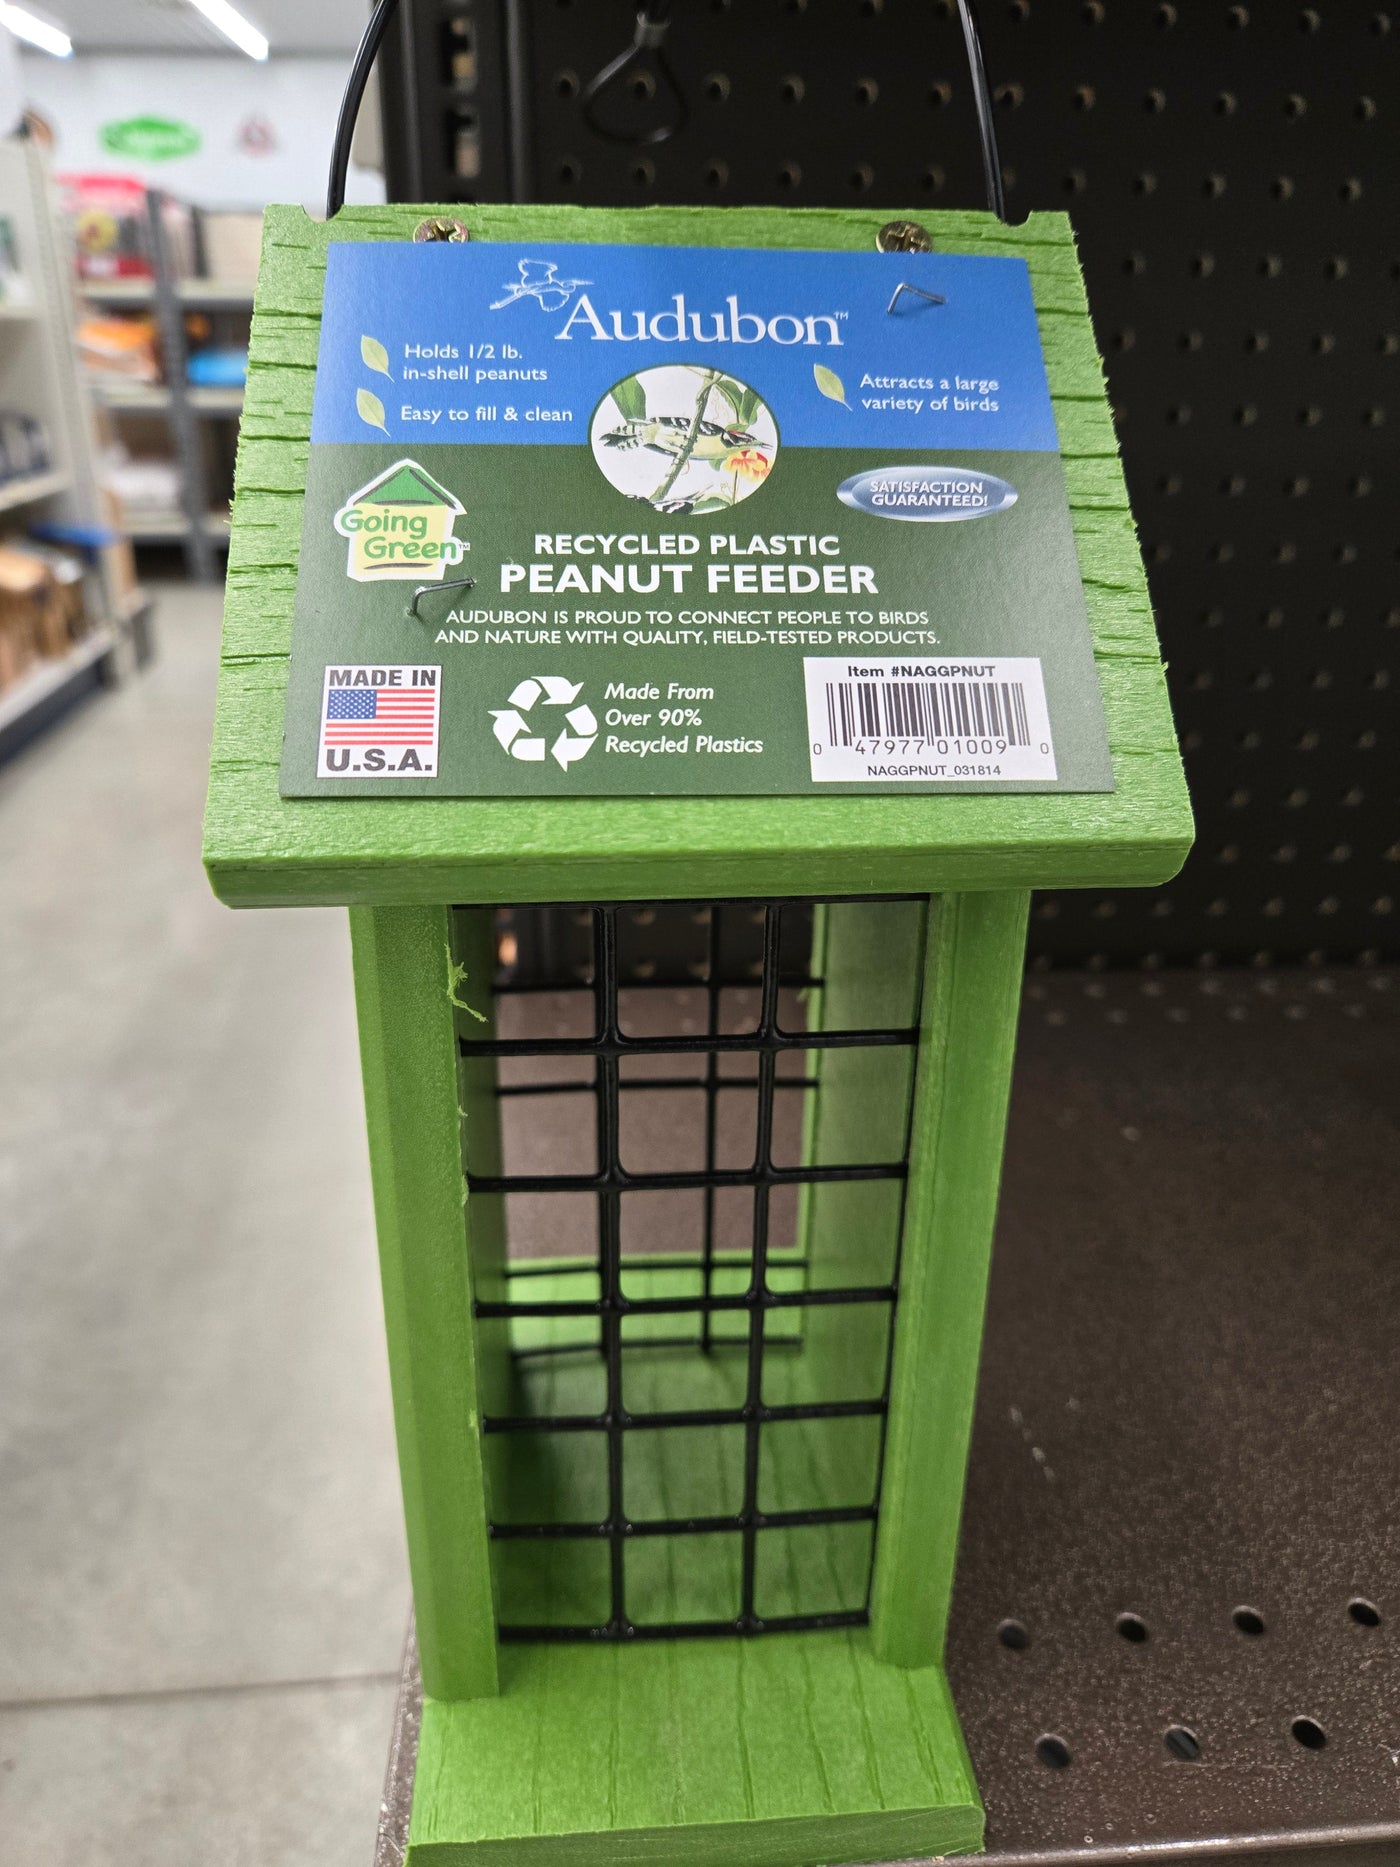 Audubon™
Holds 1/2 lb.
in-shell peanuts
Easy to fill & clean
Attracts a large
variety of birds
SATISFACTION
GUARANTEED!
Going
Green™
RECYCLED PLASTIC
PEANUT FEEDER
AUDUBON IS PROUD TO CONNECT PEOPLE TO BIRDS
AND NATURE WITH QUALITY, FIELD-TESTED PRODUCTS.
MADE IN
U.S.A.
Made From
Over 90%
Recycled Plastics
Item #NAGGPNUT
0 47977 01009 0
NAGGPNUT_031814